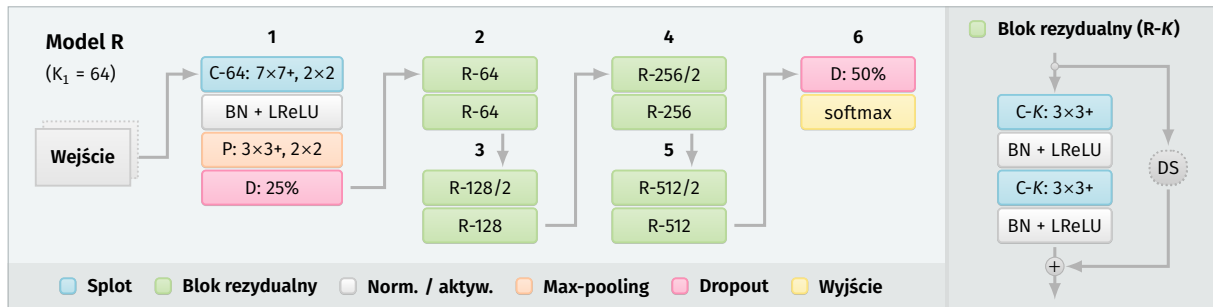 Model R
(K₁ = 64)
Wejście
1
C-64: 7×7+, 2×2
BN + LReLU
P: 3×3+, 2×2
D: 25%
2
R-64
R-64
3
R-128/2
R-128
4
R-256/2
R-256
5
R-512/2
R-512
6
D: 50%
softmax
Blok rezydualny (R-K)
C-K: 3×3+
BN + LReLU
C-K: 3×3+
BN + LReLU
DS
+
Splot Blok rezydualny Norm. / aktyw. Max-pooling Dropout Wyjście